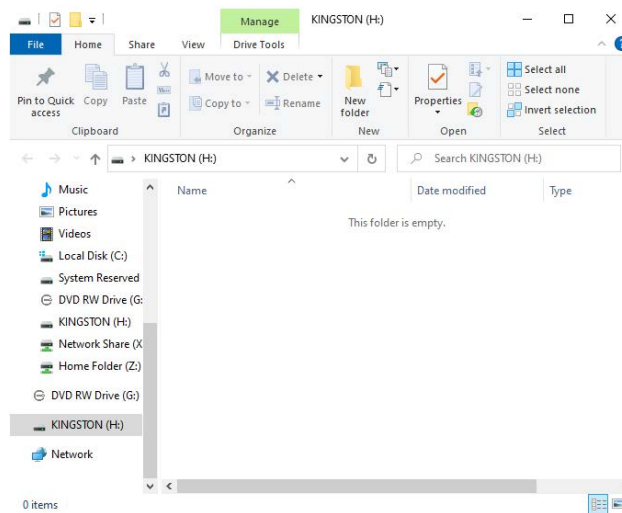 Manage KINGSTON (H:)
File Home Share View Drive Tools
Pin to Quick access
Copy
Paste
Clipboard
Move to
Copy to
Delete
Rename
Organize
New folder
New
Properties
Open
Select all
Select none
Invert selection
Select
KINGSTON (H:)
Search KINGSTON (H:)
Name Date modified Type
This folder is empty.
Music
Pictures
Videos
Local Disk (C:)
System Reserved
DVD RW Drive (G:
KINGSTON (H:)
Network Share (X
Home Folder (Z:)
DVD RW Drive (G:)
KINGSTON (H:)
Network
0 items